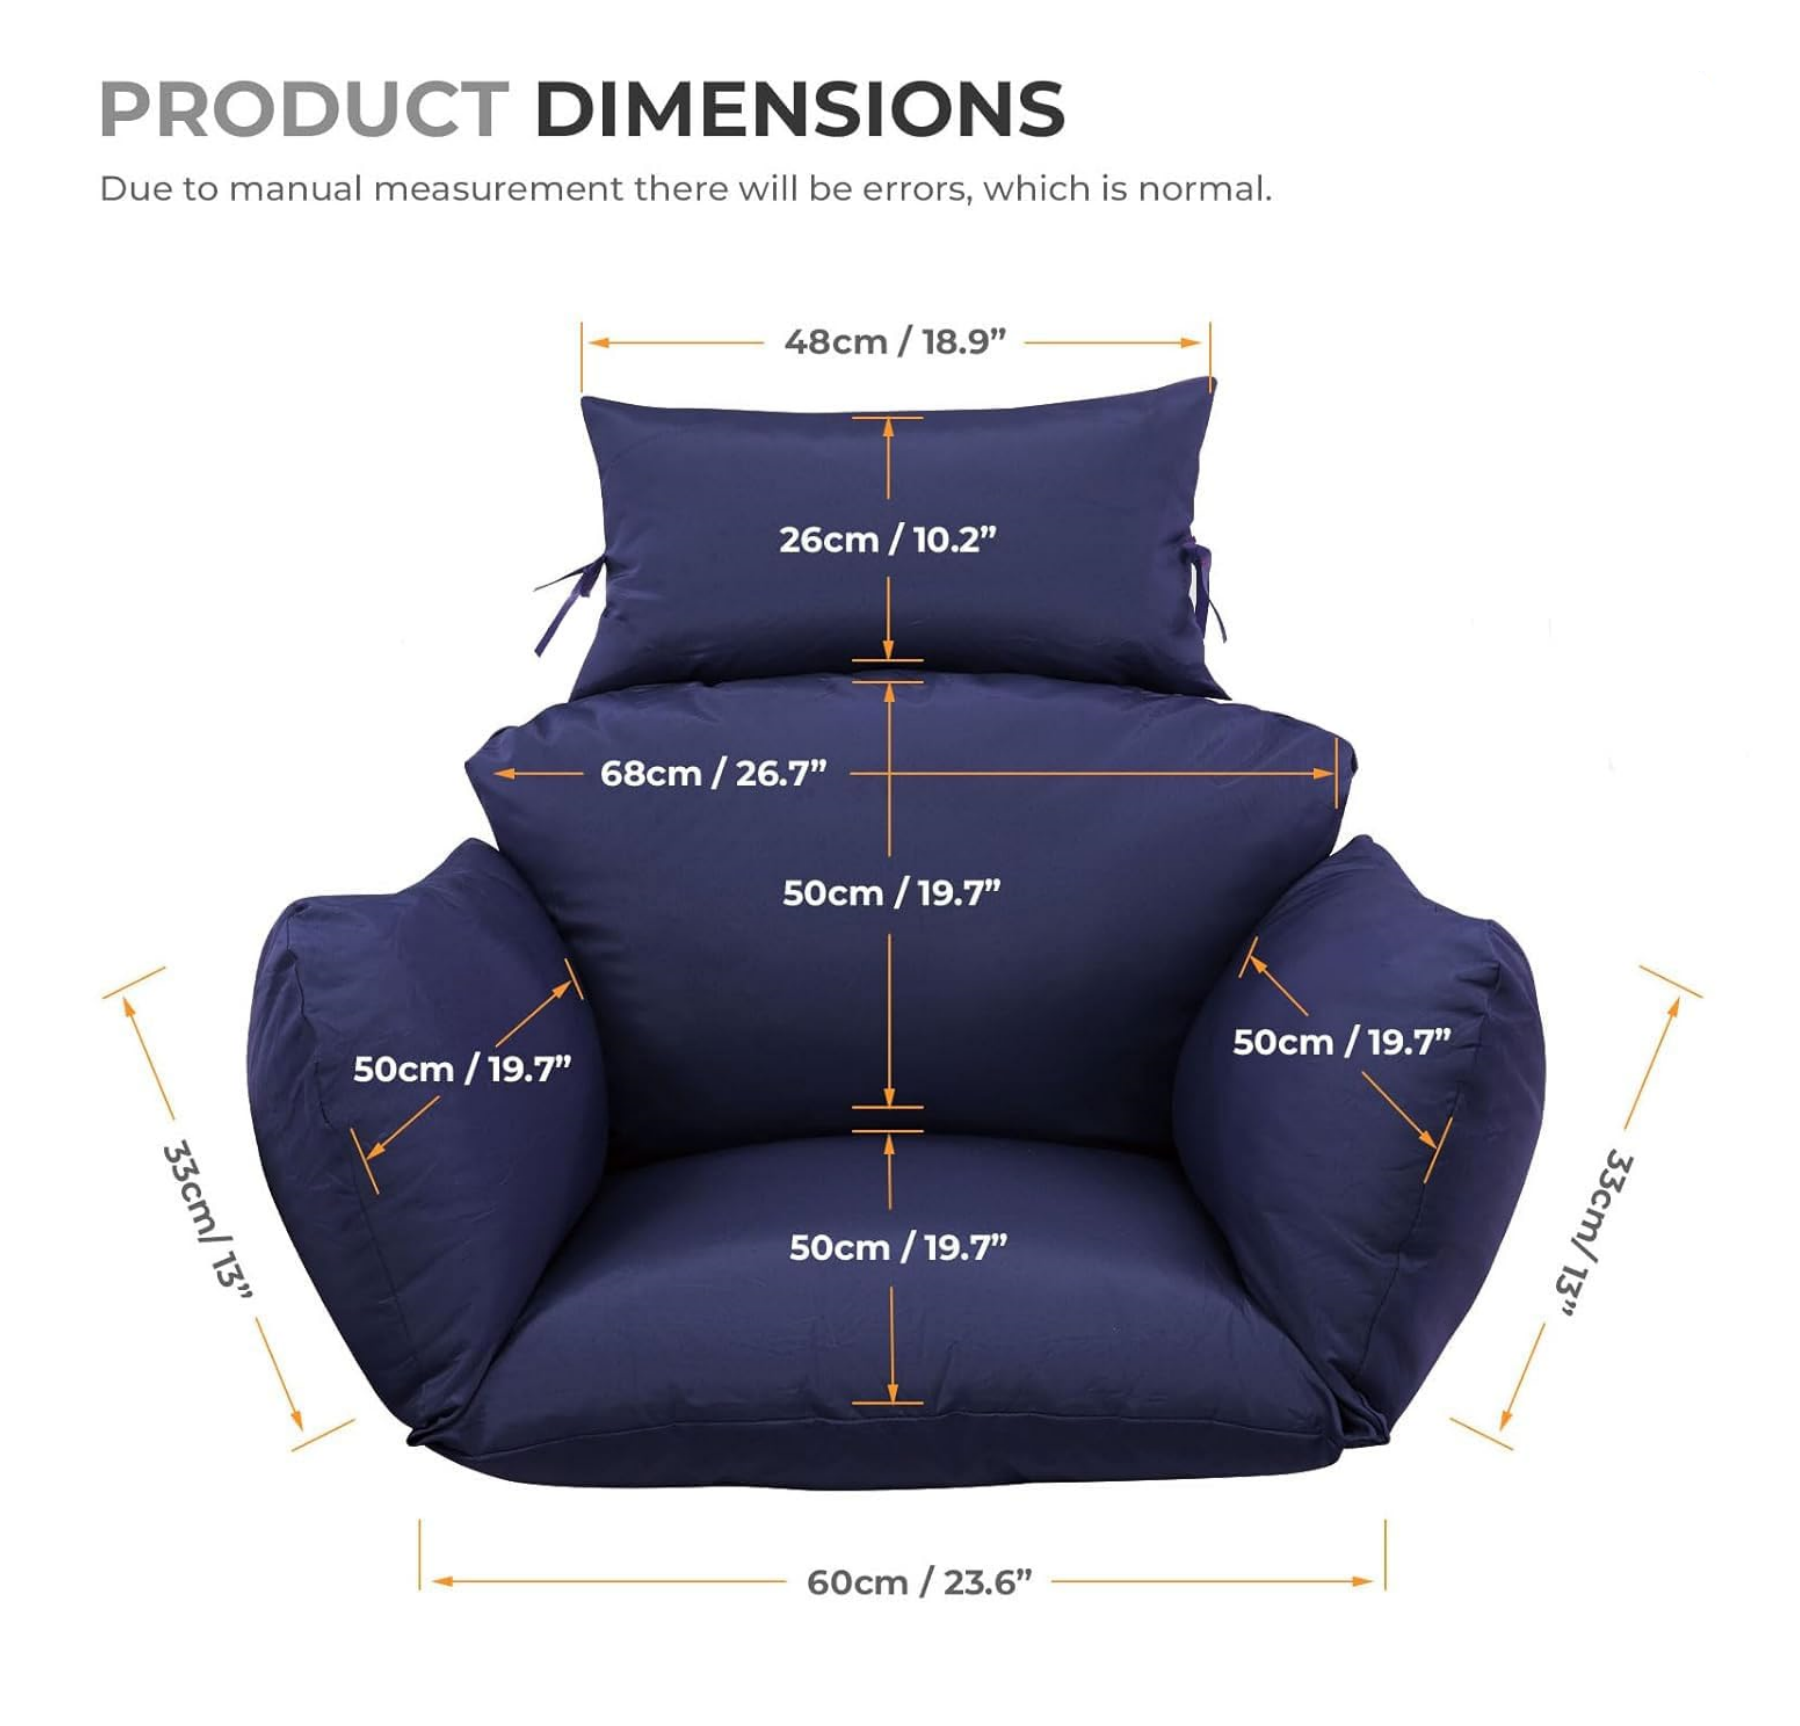 PRODUCT DIMENSIONS
Due to manual measurement there will be errors, which is normal.
48cm / 18.9”
26cm / 10.2”
68cm / 26.7”
50cm / 19.7”
50cm / 19.7”
50cm / 19.7”
33cm/ 13”
33cm/ 13”
50cm / 19.7”
60cm / 23.6”